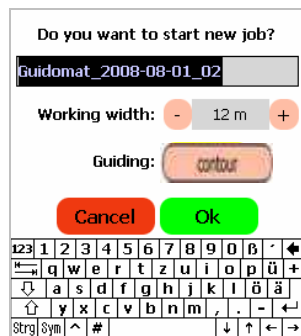 Do you want to start new job?
Guidomat_2008-08-01_02
Working width: - 12 m +
Guiding: contour
Cancel Ok
123 1 2 3 4 5 6 7 8 9 0 ß ´
q w e r t z u i o p ü +
a s d f g h j k l ö ä
y x c v b n m , . -
Strg Sym ^ # ↓ ↑ ← →